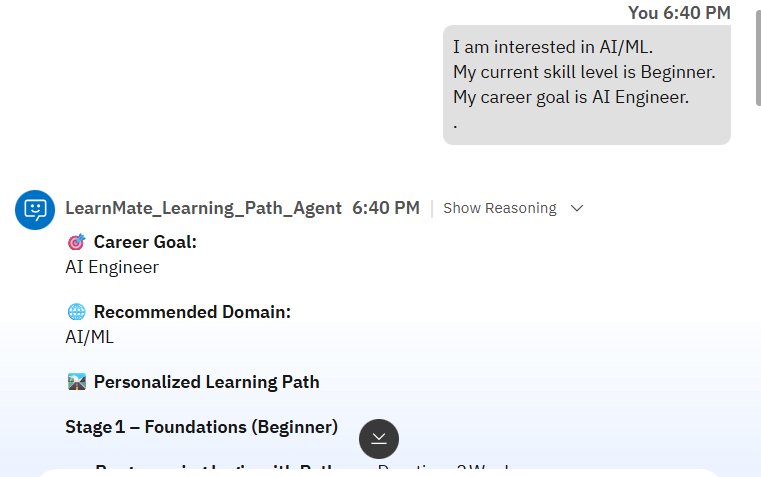 You 6:40 PM
I am interested in AI/ML.
My current skill level is Beginner.
My career goal is AI Engineer.
.
LearnMate_Learning_Path_Agent 6:40 PM | Show Reasoning
Career Goal:
AI Engineer
Recommended Domain:
AI/ML
Personalized Learning Path
Stage 1 – Foundations (Beginner)